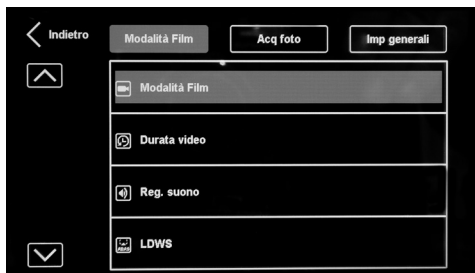 Indietro
Modalità Film
Acq foto
Imp generali
Modalità Film
Durata video
Reg. suono
LDWS